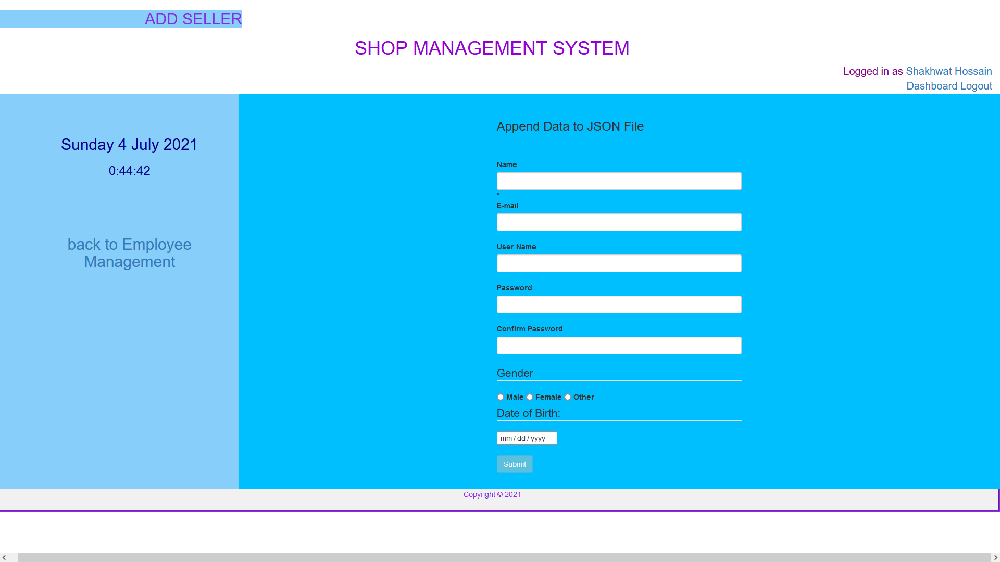 ADD SELLER
SHOP MANAGEMENT SYSTEM
Logged in as Shakhwat Hossain
Dashboard Logout
Sunday 4 July 2021
0:44:42
back to Employee
Management
Append Data to JSON File
Name
*
E-mail
User Name
Password
Confirm Password
Gender
Male Female Other
Date of Birth:
mm / dd / yyyy
Submit
Copyright © 2021